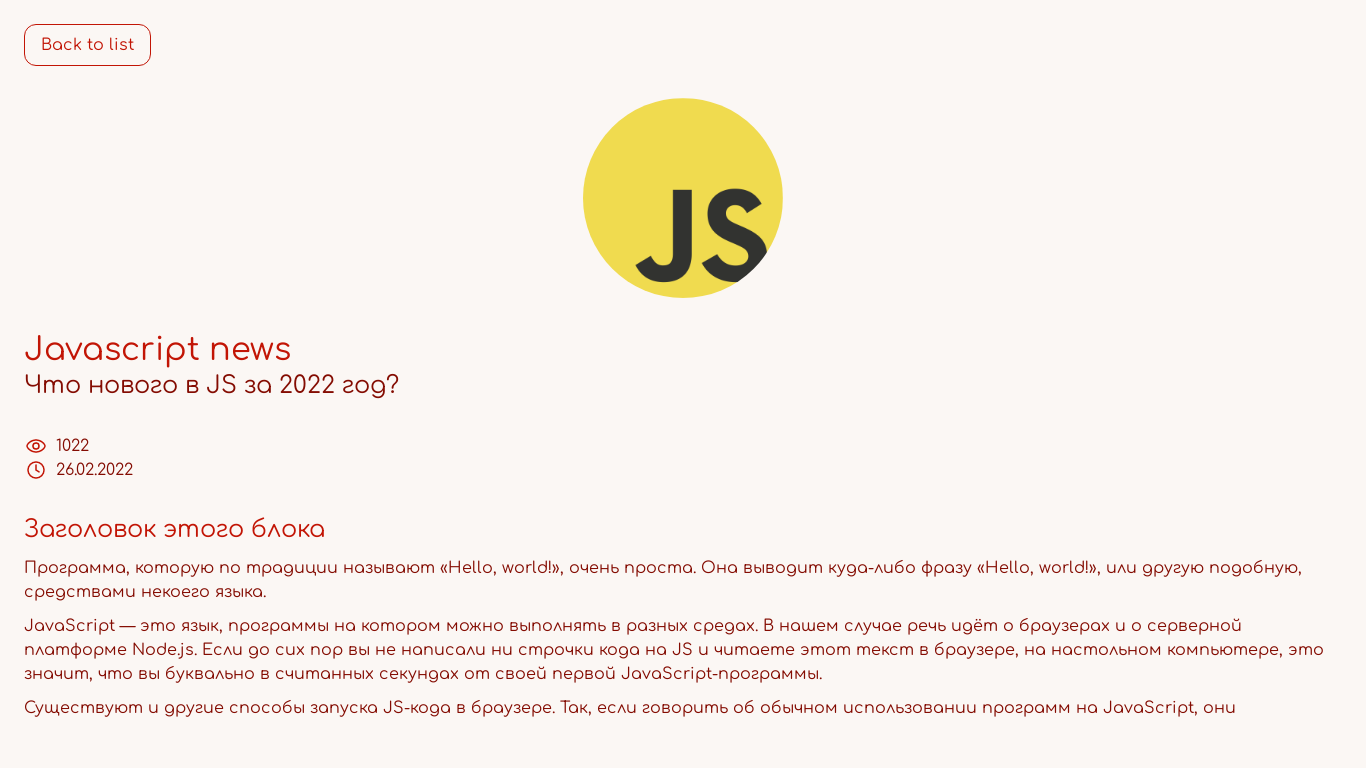 Back to list
JS
Javascript news
Что нового в JS за 2022 год?
1022
26.02.2022
Заголовок этого блока
Программа, которую по традиции называют «Hello, world!», очень проста. Она выводит куда-либо фразу «Hello, world!», или другую подобную,
средствами некоего языка.
JavaScript — это язык, программы на котором можно выполнять в разных средах. В нашем случае речь идёт о браузерах и о серверной
платформе Node.js. Если до сих пор вы не написали ни строчки кода на JS и читаете этот текст в браузере, на настольном компьютере, это
значит, что вы буквально в считанных секундах от своей первой JavaScript-программы.
Существуют и другие способы запуска JS-кода в браузере. Так, если говорить об обычном использовании программ на JavaScript, они